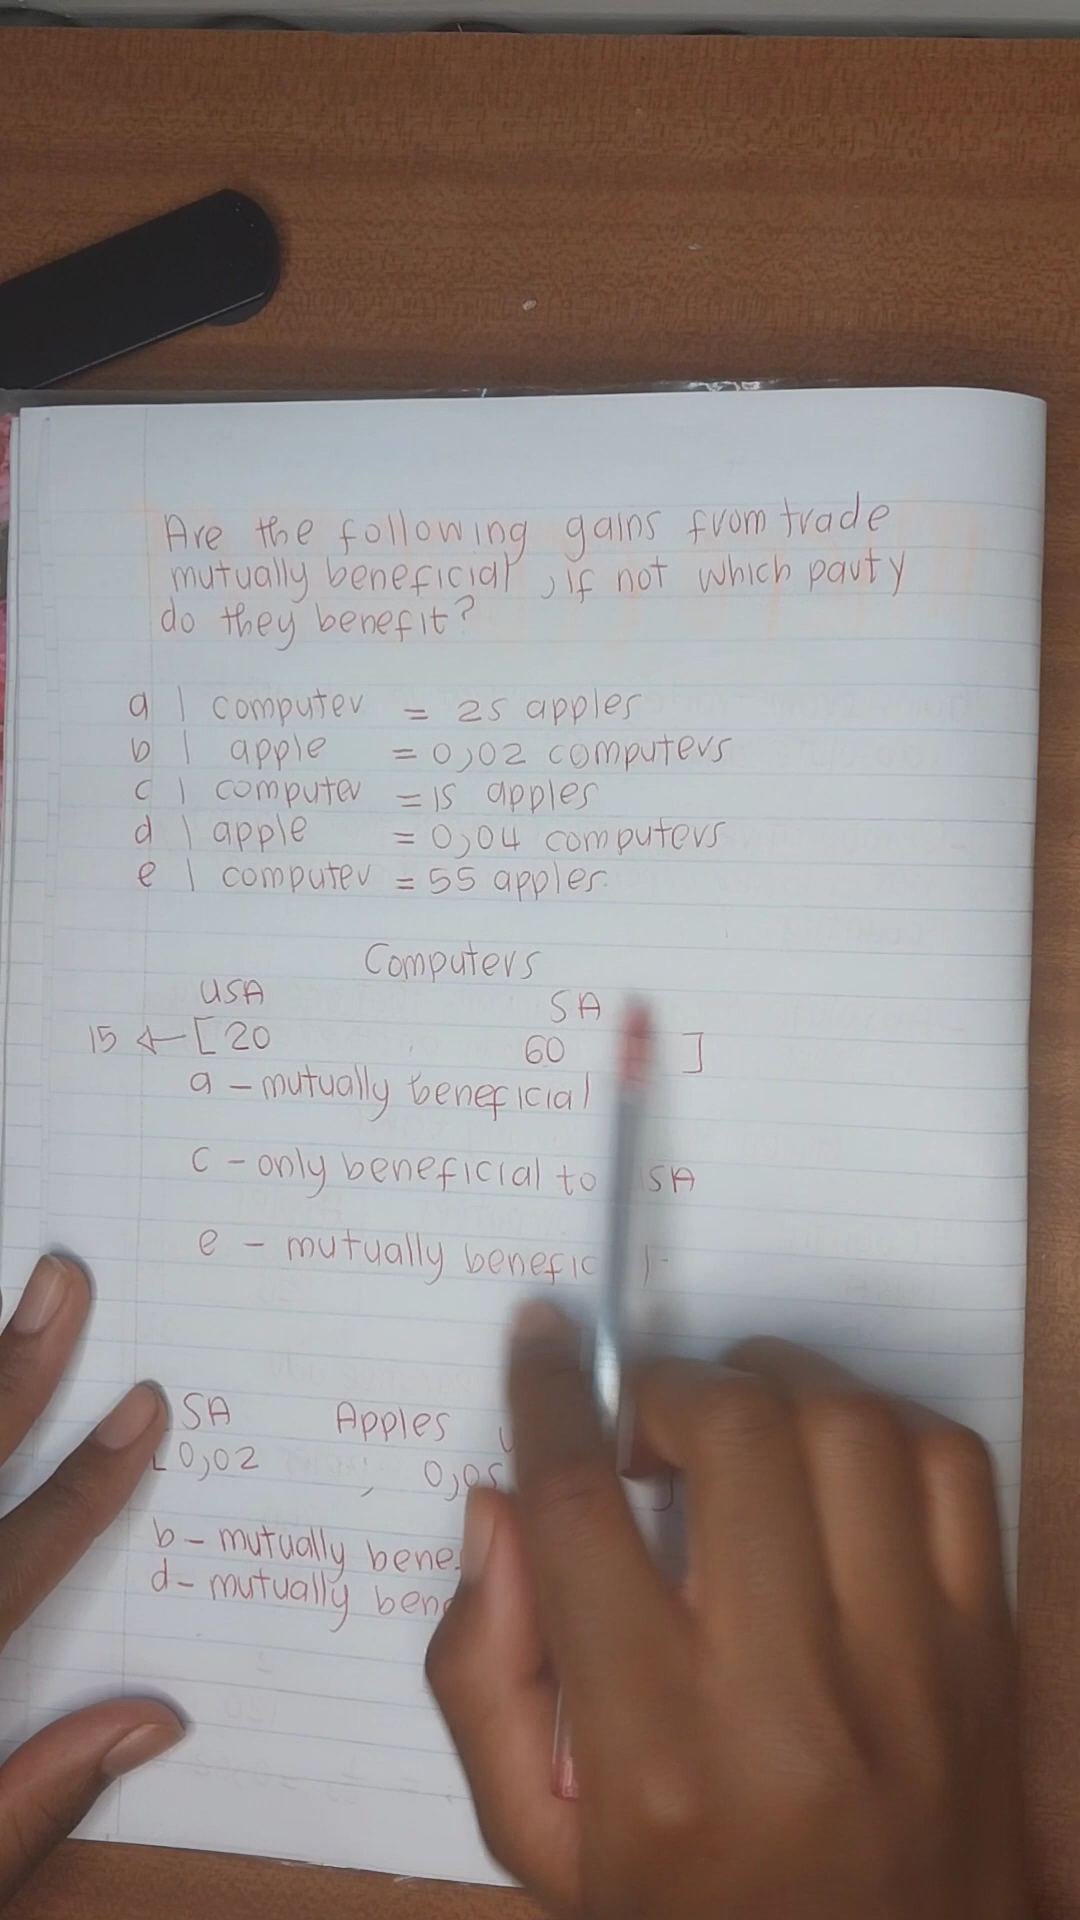 Are the following gains from trade
mutually beneficial, if not which party
do they benefit?
a 1 computer = 25 apples
b 1 apple = 0,02 computers
c 1 computer = 15 apples
d 1 apple = 0,04 computers
e 1 computer = 55 apples.
Computers
USA SA
15 ← [20 60 ]
a - mutually beneficial
c - only beneficial to SA
e - mutually
SA Apples
0,02 ; 0,05 ]
b - mutually
d - mutually